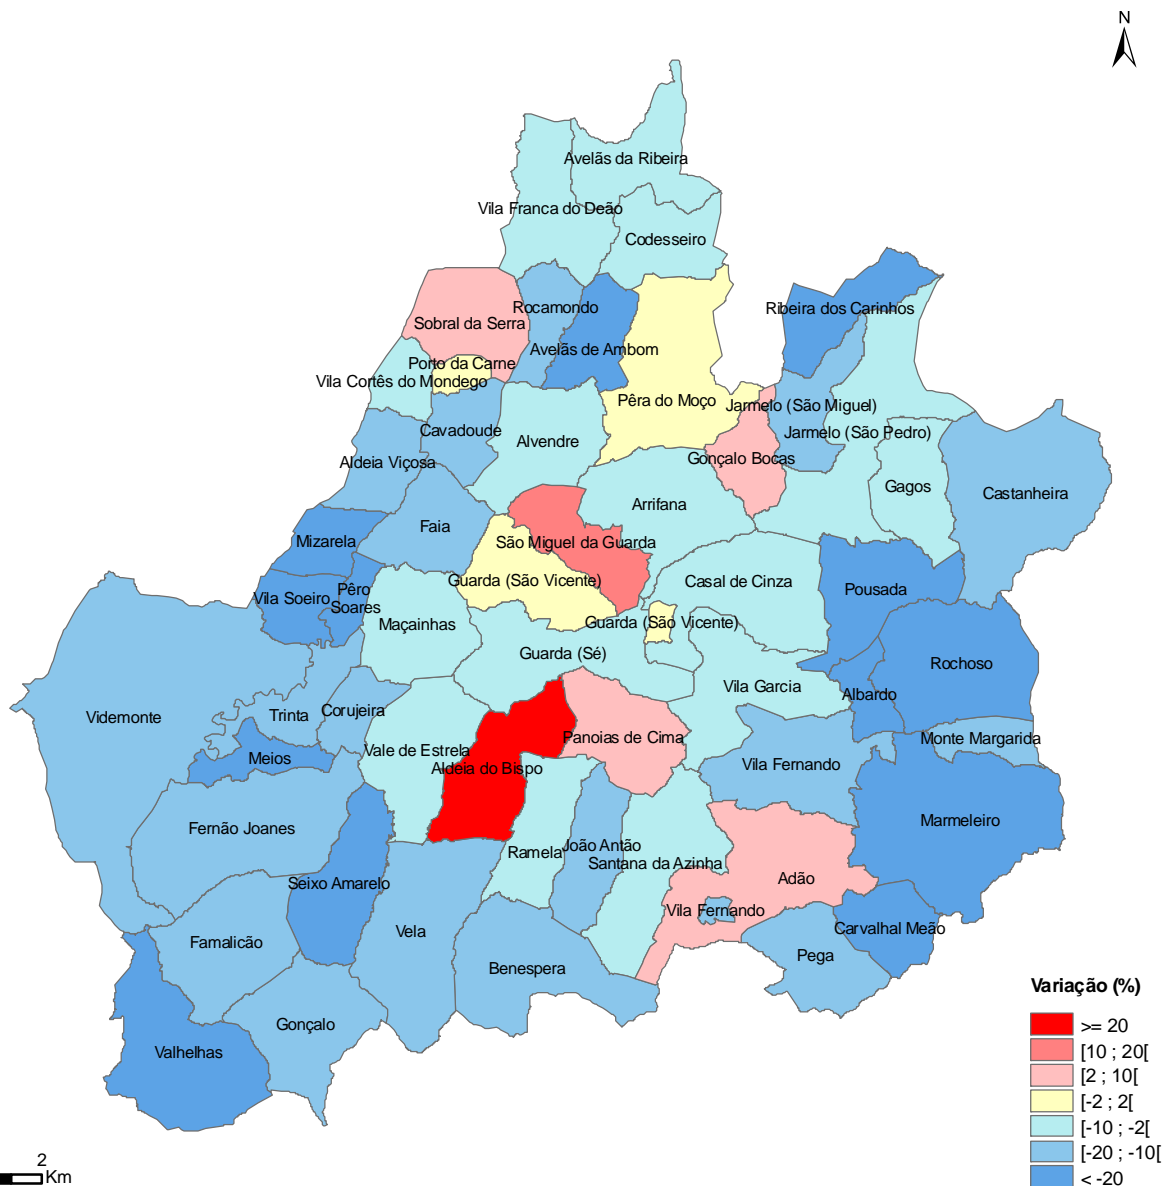 N
Avelãs da Ribeira
Vila Franca do Deão
Codesseiro
Rocamondo
Ribeira dos Carinhos
Sobral da Serra
Avelãs de Ambom
Porto da Carne
Vila Cortês do Mondego
Pêra do Moço
Jarmelo (São Miguel)
Cavadoude
Alvendre
Jarmelo (São Pedro)
Aldeia Viçosa
Gonçalo Bocas
Gagos
Castanheira
Arrifana
Faia
Mizarela
São Miguel da Guarda
Guarda (São Vicente)
Casal de Cinza
Pêro
Soares
Pousada
Vila Soeiro
Maçainhas
Guarda (São Vicente)
Guarda (Sé)
Rochoso
Vila Garcia
Albardo
Videmonte
Trinta
Corujeira
Panoias de Cima
Monte Margarida
Vale de Estrela
Meios
Aldeia do Bispo
Vila Fernando
Fernão Joanes
Marmeleiro
Ramela
João Antão
Santana da Azinha
Seixo Amarelo
Adão
Vila Fernando
Vela
Carvalhal Meão
Famalicão
Pega
Benespera
Gonçalo
Valhelhas
Variação (%)
>= 20
[10 ; 20[
[2 ; 10[
[-2 ; 2[
[-10 ; -2[
[-20 ; -10[
< -20
2
Km